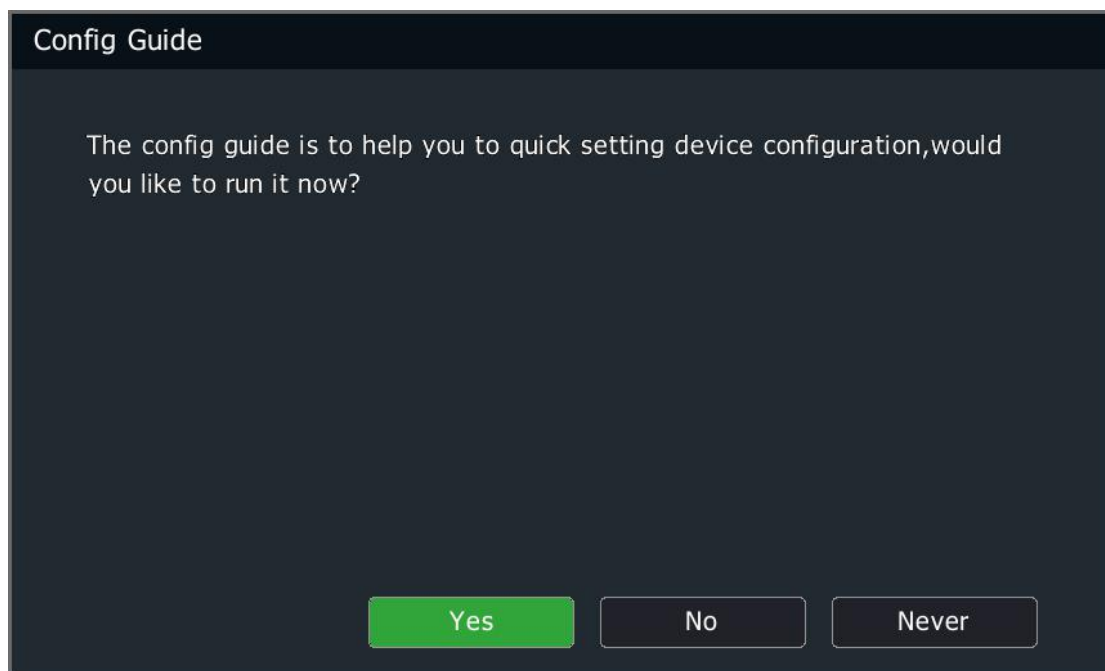 Config Guide
The config guide is to help you to quick setting device configuration,would
you like to run it now?
Yes
No
Never